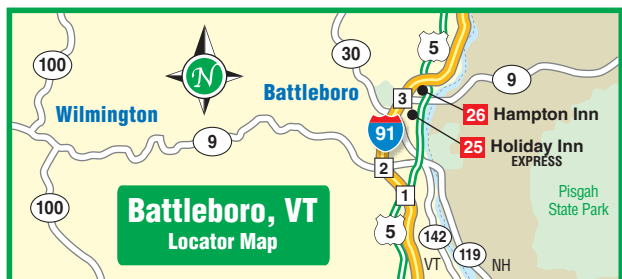 5
30
100
N
Battleboro
9
3
26 Hampton Inn
Wilmington
91
25 Holiday Inn
EXPRESS
9
2
Pisgah
State Park
1
100
Battleboro, VT
Locator Map
5
142
119
VT
NH